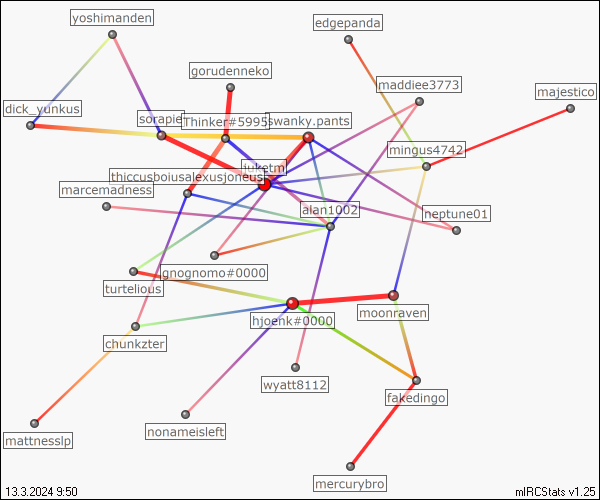 yoshimanden
edgepanda
gorudenneko
maddiee3773
majestico
dick_yunkus
sorapie
Thinker#5995
swanky.pants
mingus4742
juketm
thiccusboiusalexusjoneus
marcemadness
alan1002
neptune01
gnognomo#0000
turtelious
hjoenk#0000
moonraven
chunkzter
wyatt8112
fakedingo
mattnesslp
nonameisleft
mercurybro
13.3.2024 9:50
mIRCStats v1.25